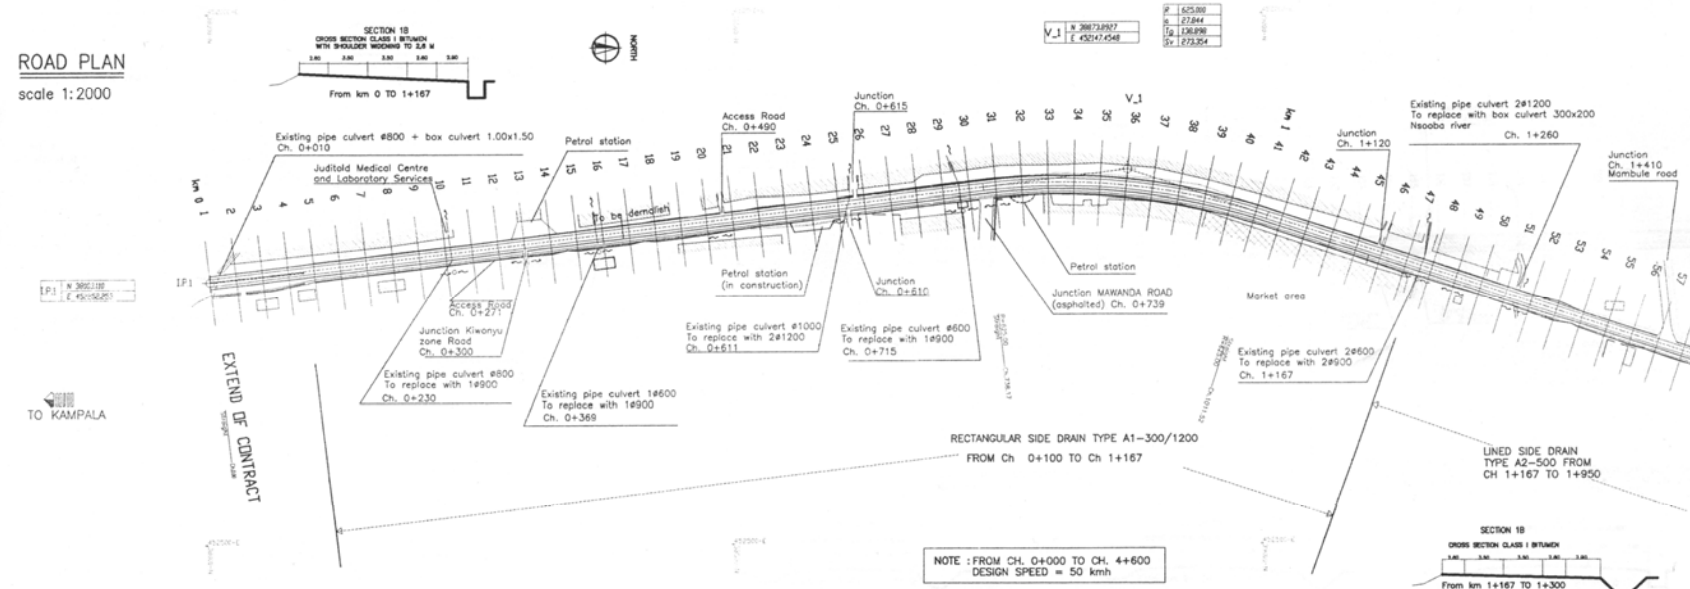 ROAD PLAN
scale 1:2000
SECTION 1B
CROSS SECTION CLASS I BITUMEN
WITH SHOULDER WIDENING TO 2,8 M
From km 0 TO 1+167
NORTH
V_1
N 38873.8927
E 452147.4548
R 625.000
α 27.844
Tg 138.898
Sv 273.354
Existing pipe culvert ø800 + box culvert 1.00x1.50
Ch. 0+010
Juditold Medical Centre
and Laboratory Services
Petrol station
Access Road
Ch. 0+490
Junction
Ch. 0+615
V_1
Junction
Ch. 1+120
Existing pipe culvert 2ø1200
To replace with box culvert 300x200
Nsooba river
Ch. 1+260
Junction
Ch. 1+410
Mambule road
km 0
1 2 3 4 5 6 7 8 9 10 11 12 13 14 15 16 17 18 19 20 21 22 23 24 25 26 27 28 29 30 31 32 33 34 35 36 37 38 39 40
km 1
41 42 43 44 45 46 47 48 49 50 51 52 53 54 55 56 57
To be demolish
I.P.1
I.P.1
Access Road
Ch. 0+271
Junction Kiwonyu
zone Road
Ch. 0+300
Existing pipe culvert ø800
To replace with 1ø900
Ch. 0+230
Existing pipe culvert 1ø600
To replace with 1ø900
Ch. 0+369
Petrol station
(in construction)
Existing pipe culvert ø1000
To replace with 2ø1200
Ch. 0+611
Junction
Ch. 0+610
Existing pipe culvert ø600
To replace with 1ø900
Ch. 0+715
Petrol station
Junction MAWANDA ROAD
(asphalted) Ch. 0+739
Market area
Existing pipe culvert 2ø600
To replace with 2ø900
Ch. 1+167
TO KAMPALA
EXTEND OF CONTRACT
RECTANGULAR SIDE DRAIN TYPE A1-300/1200
FROM Ch 0+100 TO Ch 1+167
LINED SIDE DRAIN
TYPE A2-500 FROM
CH 1+167 TO 1+950
NOTE : FROM CH. 0+000 TO CH. 4+600
DESIGN SPEED = 50 kmh
SECTION 1B
CROSS SECTION CLASS I BITUMEN
From km 1+167 TO 1+300